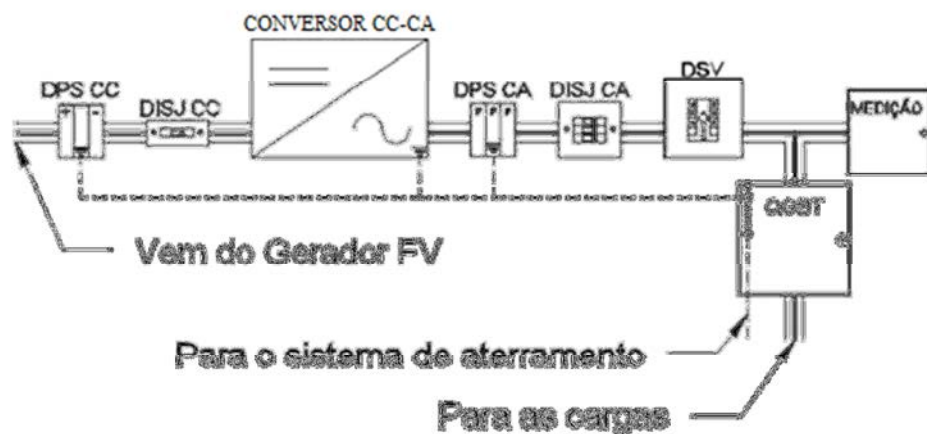 CONVERSOR CC-CA
DPS CC
DISJ CC
DPS CA
DISJ CA
DSV
MEDIÇÃO
QGBT
Vem do Gerador FV
Para o sistema de aterramento
Para as cargas